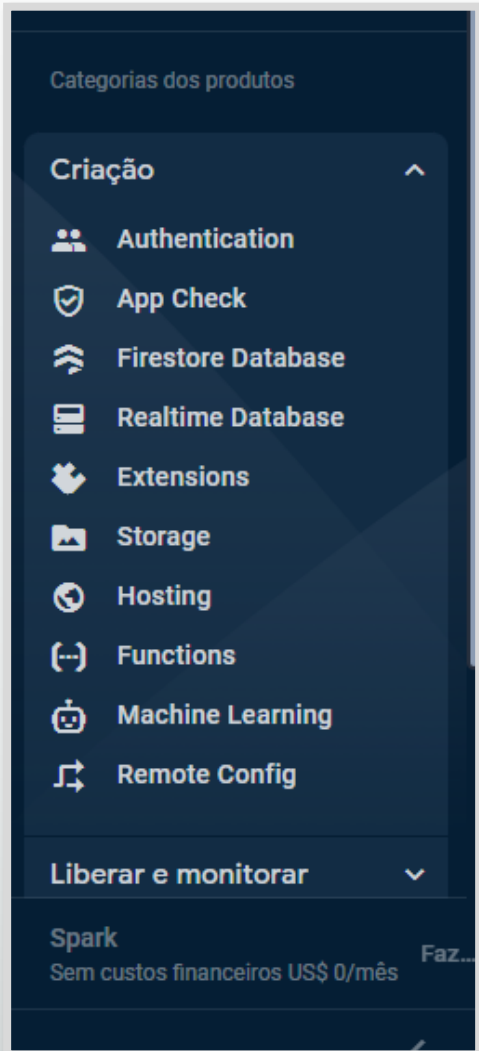 Categorias dos produtos
Criação
Authentication
App Check
Firestore Database
Realtime Database
Extensions
Storage
Hosting
Functions
Machine Learning
Remote Config
Liberar e monitorar
Spark
Faz...
Sem custos financeiros US$ 0/mês